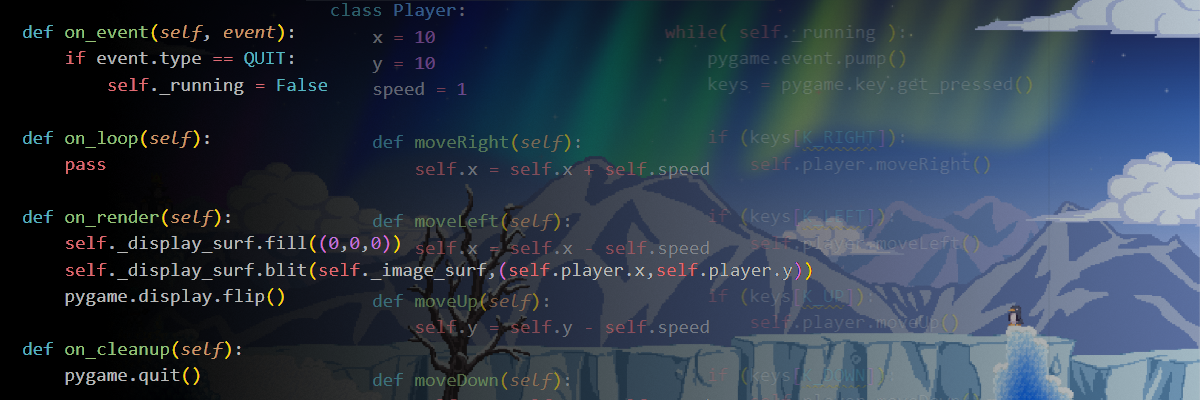 def on_event(self, event):
if event.type == QUIT:
self._running = False
def on_loop(self):
pass
def on_render(self):
self._display_surf.fill((0,0,0))
self._display_surf.blit(self._image_surf,(self.player.x,self.player.y))
pygame.display.flip()
def on_cleanup(self):
pygame.quit()
class Player:
x = 10
y = 10
speed = 1
def moveRight(self):
self.x = self.x + self.speed
def moveLeft(self):
self.x = self.x - self.speed
def moveUp(self):
self.y = self.y - self.speed
def moveDown(self):
while( self._running ):
pygame.event.pump()
keys = pygame.key.get_pressed()
if (keys[K_RIGHT]):
self.player.moveRight()
if (keys[K_LEFT]):
self.player.moveLeft()
if (keys[K_UP]):
self.player.moveUp()
if (keys[K_DOWN]):